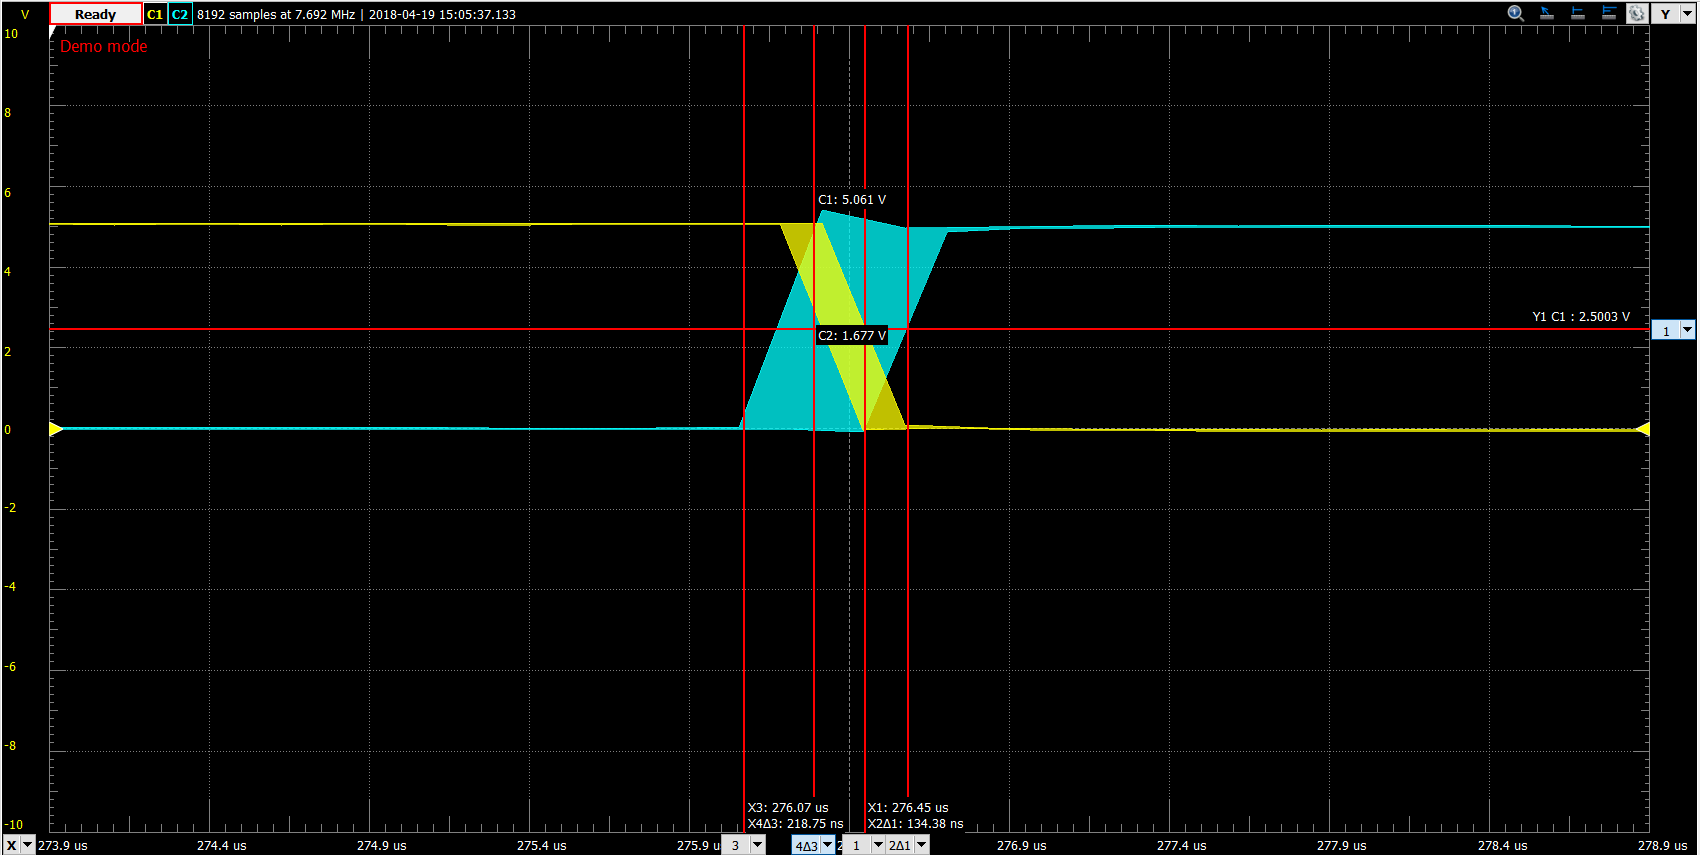 V Ready C1 C2 8192 samples at 7.692 MHz | 2018-04-19 15:05:37.133 Y
10
Demo mode
8
6
C1: 5.061 V
4
Y1 C1 : 2.5003 V
1
C2: 1.677 V
2
0
-2
-4
-6
-8
X3: 276.07 us X1: 276.45 us
X4Δ3: 218.75 ns X2Δ1: 134.38 ns
-10
X 273.9 us 274.4 us 274.9 us 275.4 us 275.9 3 4Δ3 1 2Δ1 276.9 us 277.4 us 277.9 us 278.4 us 278.9 us